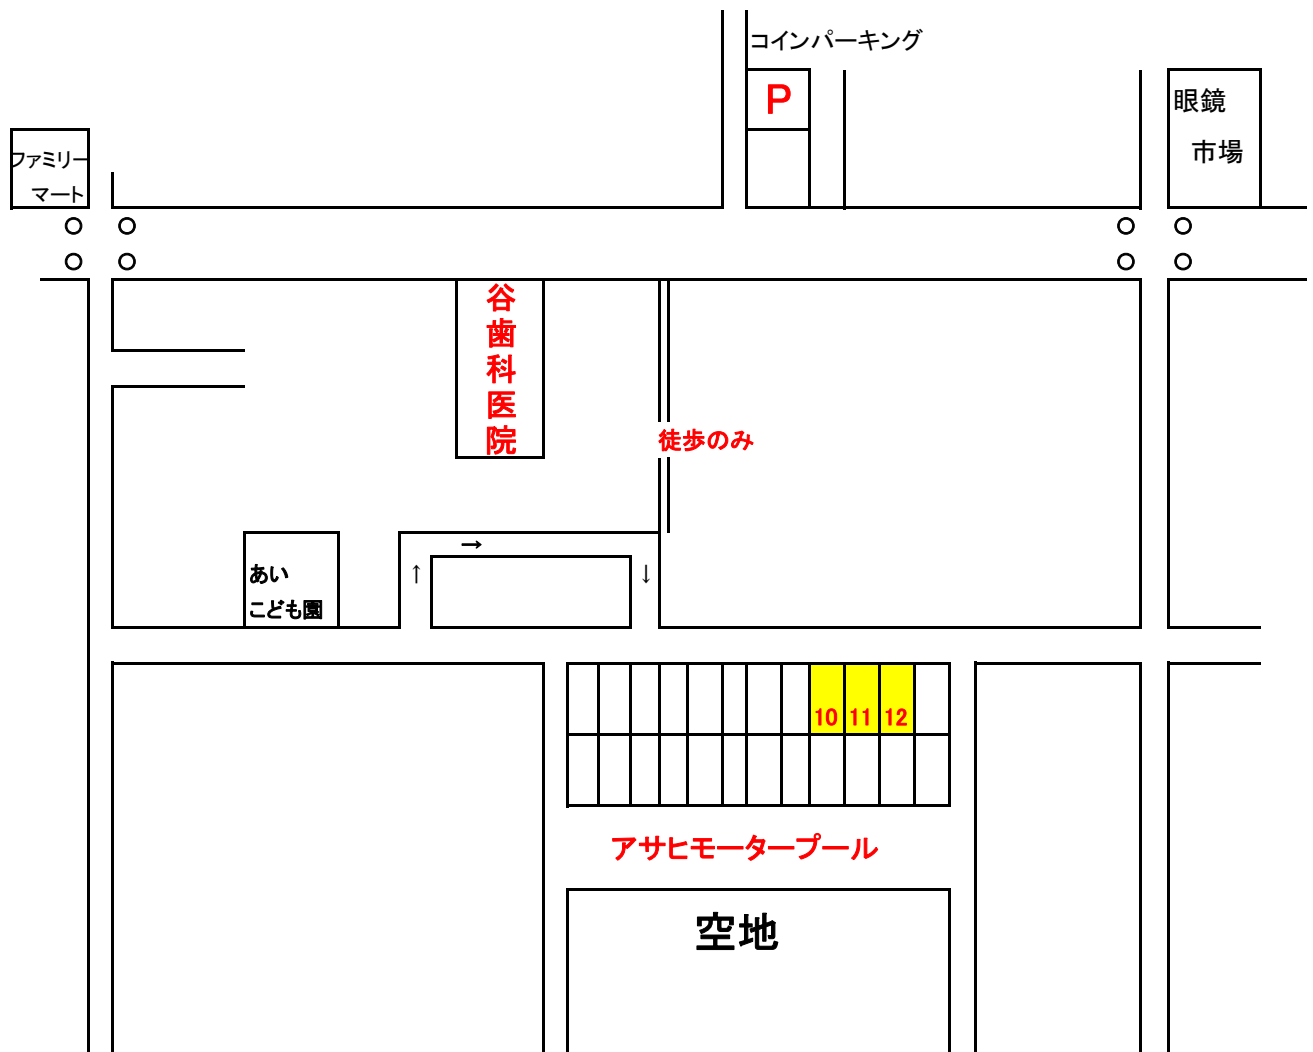 コインパーキング
P
眼鏡
市場
ファミリー
マート
谷
歯
科
医
院
徒歩のみ
→
↑
↓
あい
こども園
10 11 12
アサヒモータープール
空地